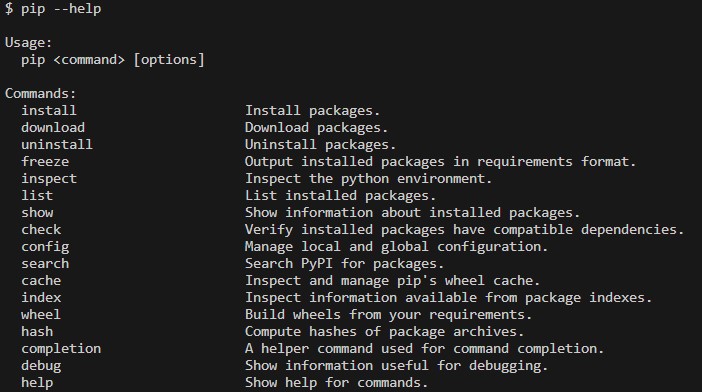 $ pip --help
Usage:
pip <command> [options]
Commands:
install Install packages.
download Download packages.
uninstall Uninstall packages.
freeze Output installed packages in requirements format.
inspect Inspect the python environment.
list List installed packages.
show Show information about installed packages.
check Verify installed packages have compatible dependencies.
config Manage local and global configuration.
search Search PyPI for packages.
cache Inspect and manage pip's wheel cache.
index Inspect information available from package indexes.
wheel Build wheels from your requirements.
hash Compute hashes of package archives.
completion A helper command used for command completion.
debug Show information useful for debugging.
help Show help for commands.